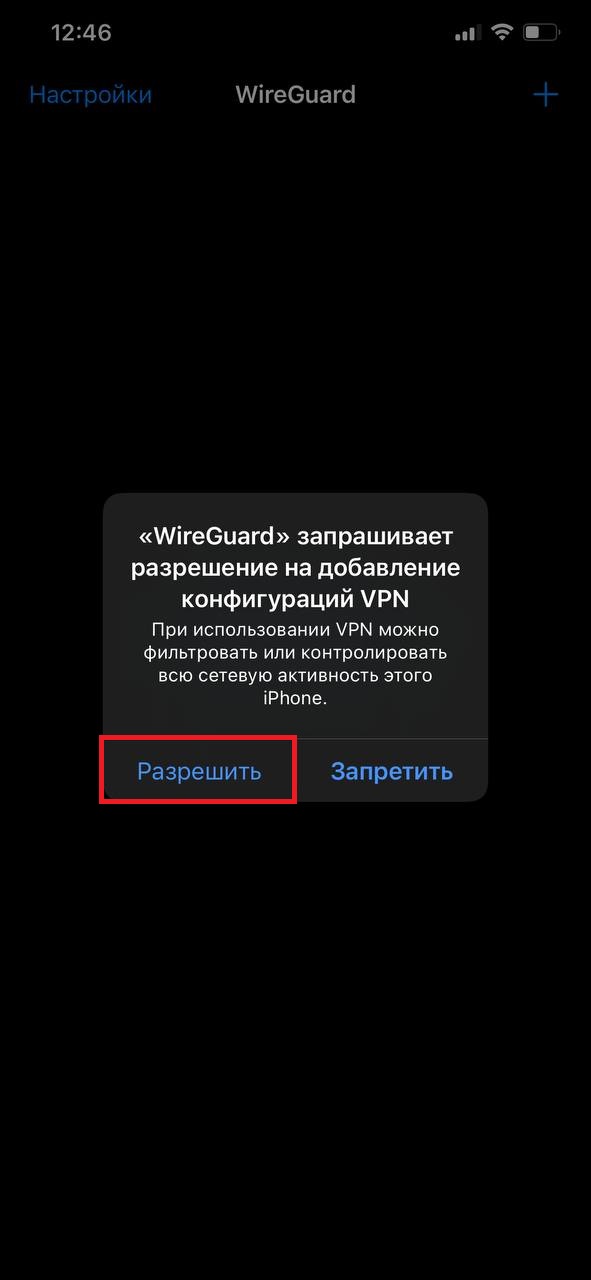 12:46
Настройки WireGuard +
«WireGuard» запрашивает
разрешение на добавление
конфигураций VPN
При использовании VPN можно
фильтровать или контролировать
всю сетевую активность этого
iPhone.
Разрешить Запретить